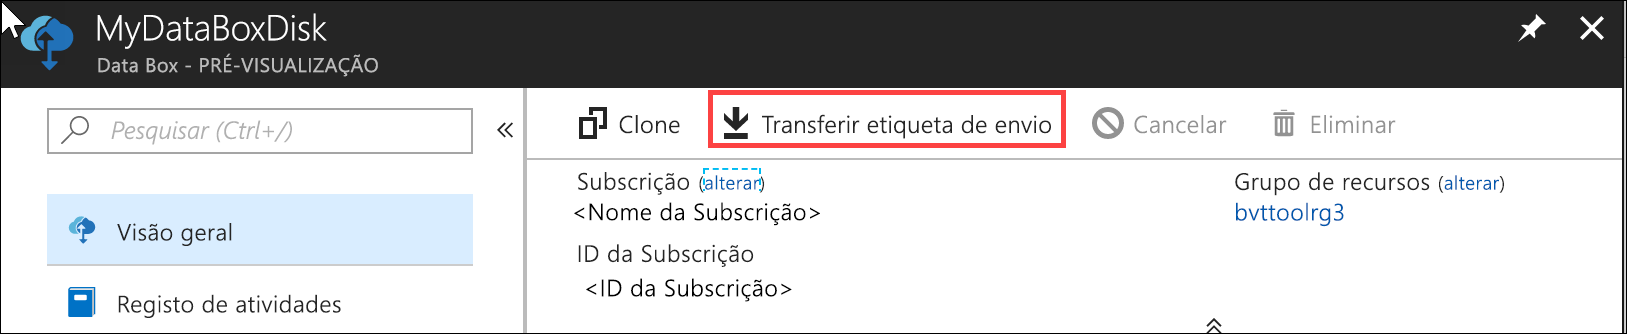 MyDataBoxDisk
Data Box - PRÉ-VISUALIZAÇÃO
Pesquisar (Ctrl+/)
Visão geral
Registo de atividades
Clone Transferir etiqueta de envio Cancelar Eliminar
Subscrição (alterar)
<Nome da Subscrição>
ID da Subscrição
<ID da Subscrição>
Grupo de recursos (alterar)
bvttoolrg3